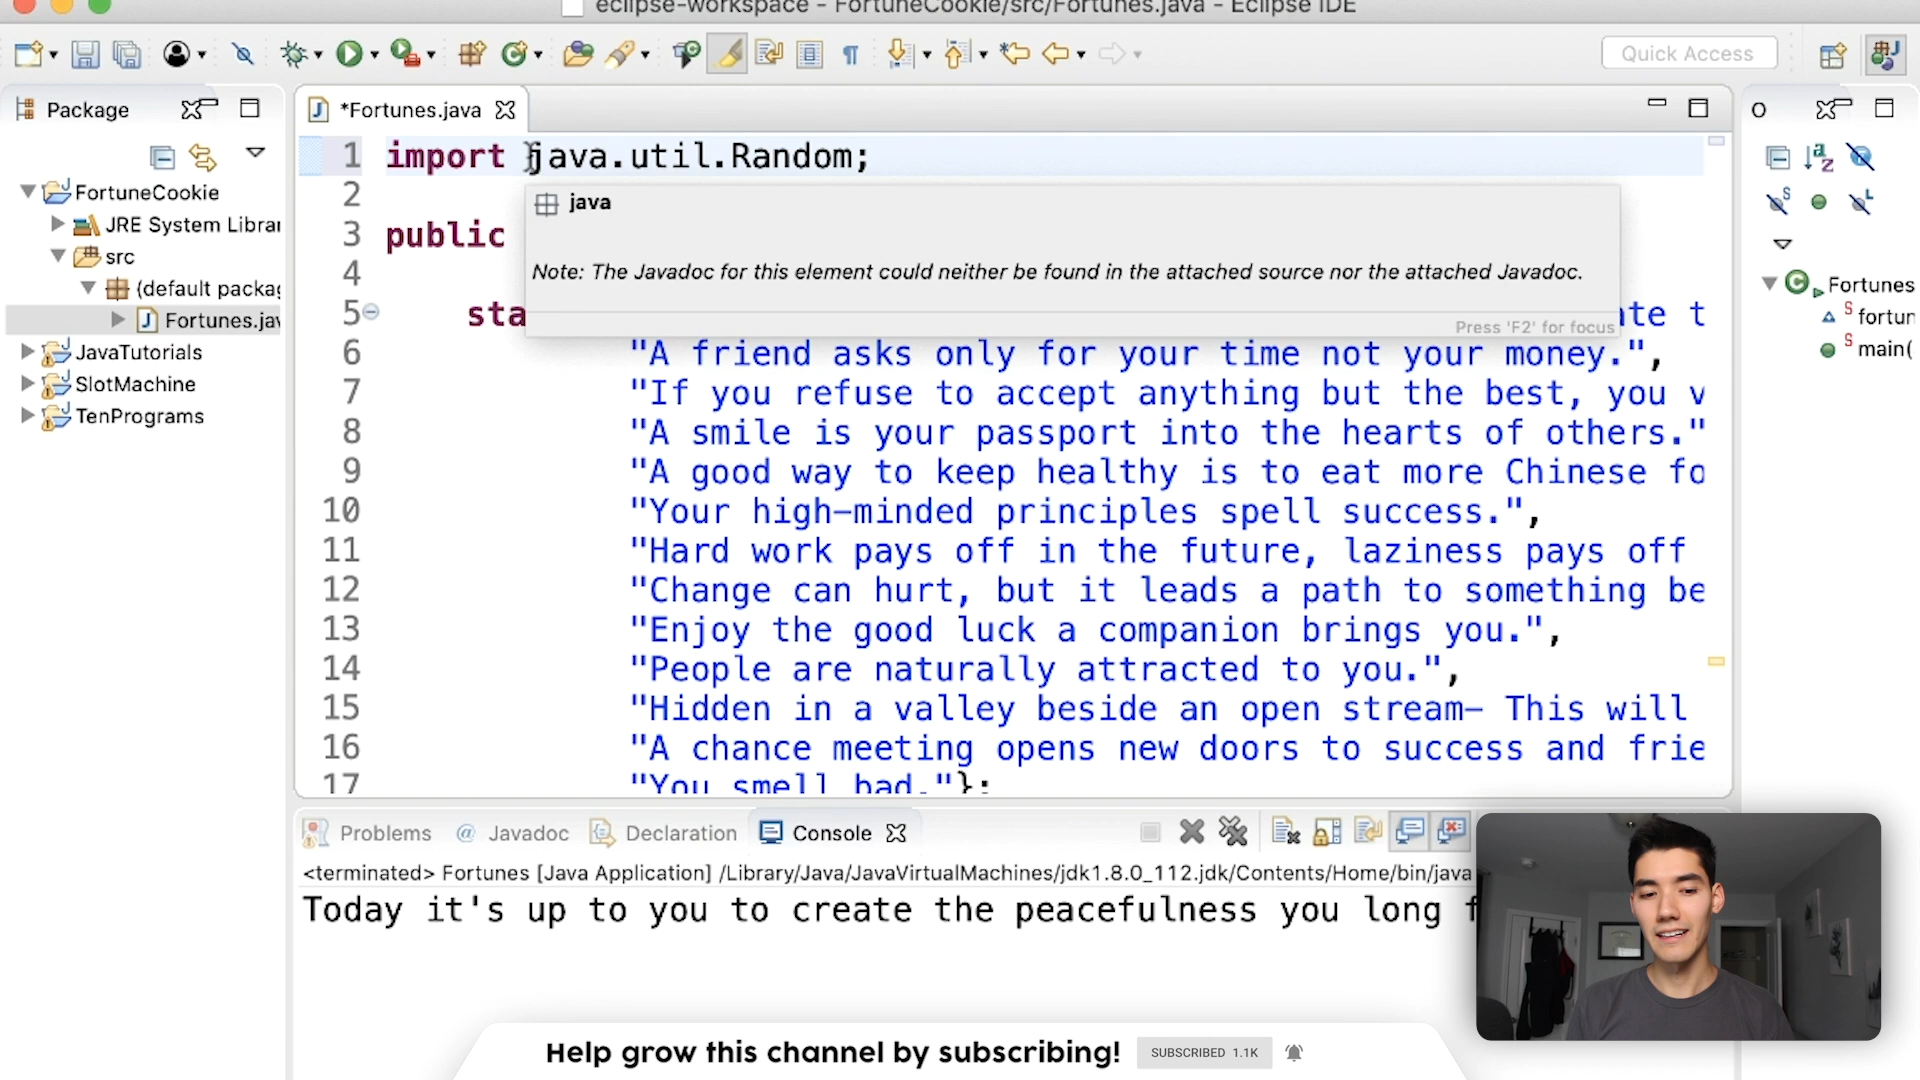 eclipse-workspace - FortuneCookie/src/Fortunes.java - Eclipse IDE
Quick Access
Package
*Fortunes.java
O
1 import java.util.Random;
2
java
3 public
4
Note: The Javadoc for this element could neither be found in the attached source nor the attached Javadoc.
5 sta ate t
Press 'F2' for focus
6 "A friend asks only for your time not your money.",
7 "If you refuse to accept anything but the best, you v
8 "A smile is your passport into the hearts of others."
9 "A good way to keep healthy is to eat more Chinese fo
10 "Your high-minded principles spell success.",
11 "Hard work pays off in the future, laziness pays off
12 "Change can hurt, but it leads a path to something be
13 "Enjoy the good luck a companion brings you.",
14 "People are naturally attracted to you.",
15 "Hidden in a valley beside an open stream– This will
16 "A chance meeting opens new doors to success and frie
17 "You smell bad."};
FortuneCookie
JRE System Librar
src
(default packag
Fortunes.jav
JavaTutorials
SlotMachine
TenPrograms
Fortunes
S fortun
S main(
Problems
@ Javadoc
Declaration
Console
<terminated> Fortunes [Java Application] /Library/Java/JavaVirtualMachines/jdk1.8.0_112.jdk/Contents/Home/bin/java
Today it's up to you to create the peacefulness you long f
Help grow this channel by subscribing!
SUBSCRIBED 1.1K